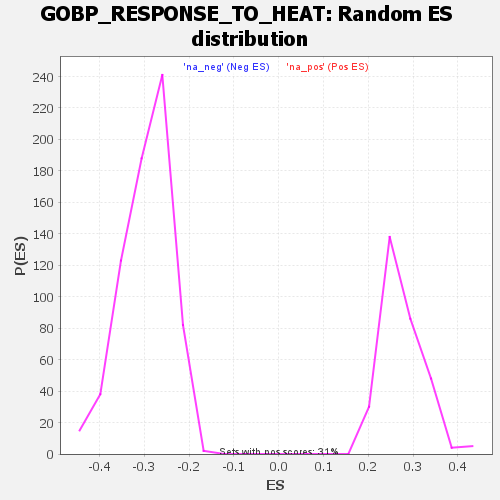 GOBP_RESPONSE_TO_HEAT: Random ES
distribution
'na_neg' (Neg ES) 'na_pos' (Pos ES)
240
220
200
180
160
140
120
100
80
60
40
20
0
P(ES)
Sets with pos scores: 31%
-0.4 -0.3 -0.2 -0.1 0.0 0.1 0.2 0.3 0.4
ES